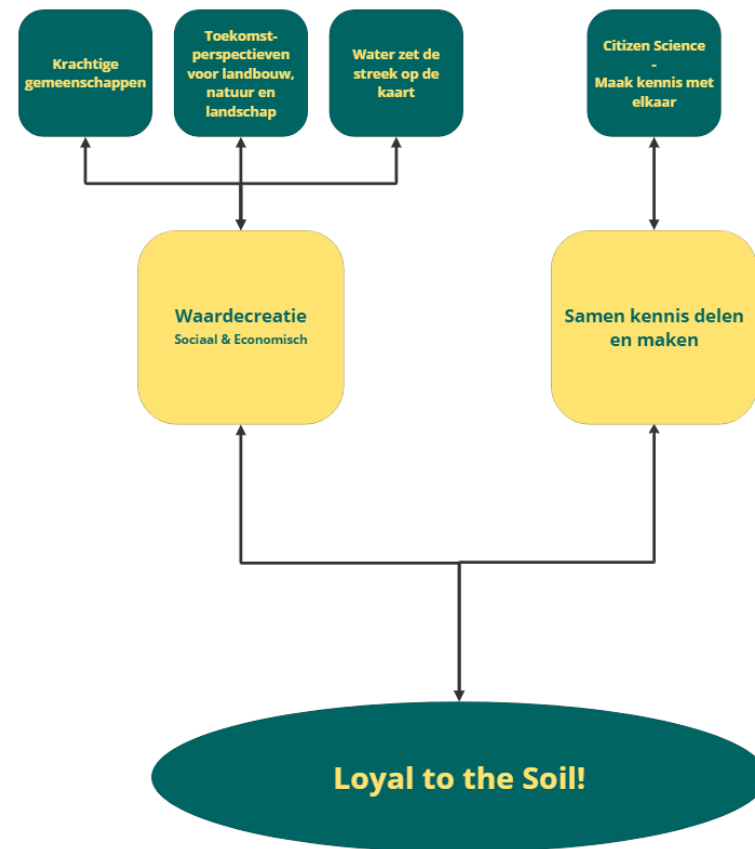 Krachtige
gemeenschappen
Toekomst-
perspectieven
voor landbouw,
natuur en
landschap
Water zet de
streek op de
kaart
Citizen Science
-
Maak kennis met
elkaar
Waardecreatie
Sociaal & Economisch
Samen kennis delen
en maken
Loyal to the Soil!